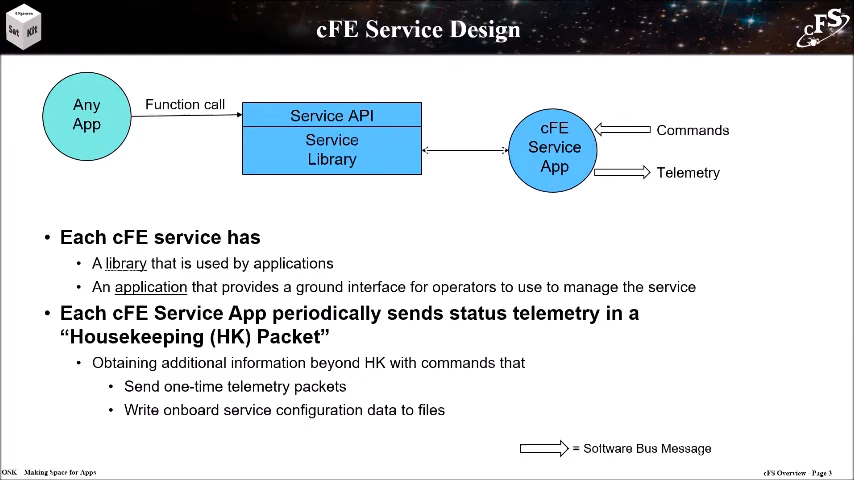 cFE Service Design
Sat Kit
cFS
Any
App
Function call
Service API
Service
Library
cFE
Service
App
Commands
Telemetry
• Each cFE service has
• A library that is used by applications
• An application that provides a ground interface for operators to use to manage the service
• Each cFE Service App periodically sends status telemetry in a
“Housekeeping (HK) Packet”
• Obtaining additional information beyond HK with commands that
• Send one-time telemetry packets
• Write onboard service configuration data to files
= Software Bus Message
OSK - Making Space for Apps
cFS Overview - Page 3